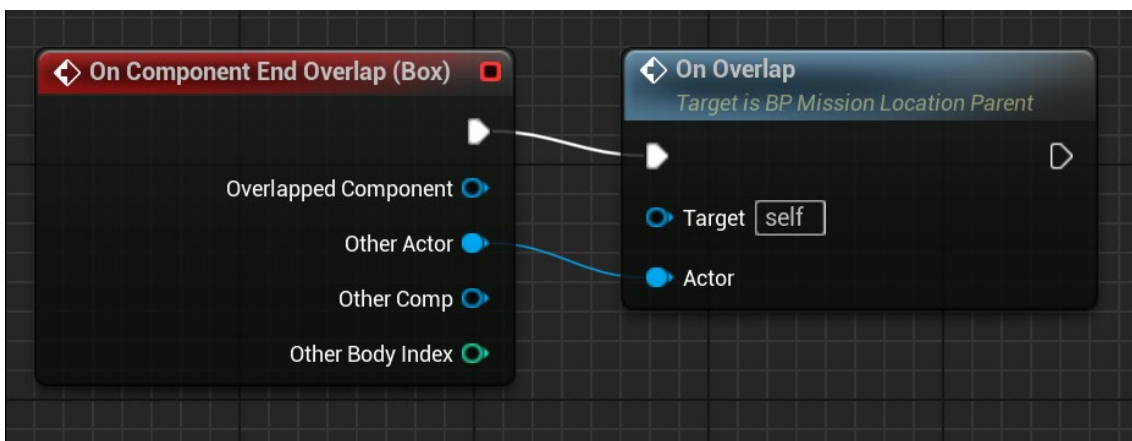 On Component End Overlap (Box)
Overlapped Component
Other Actor
Other Comp
Other Body Index
On Overlap
Target is BP Mission Location Parent
Target self
Actor